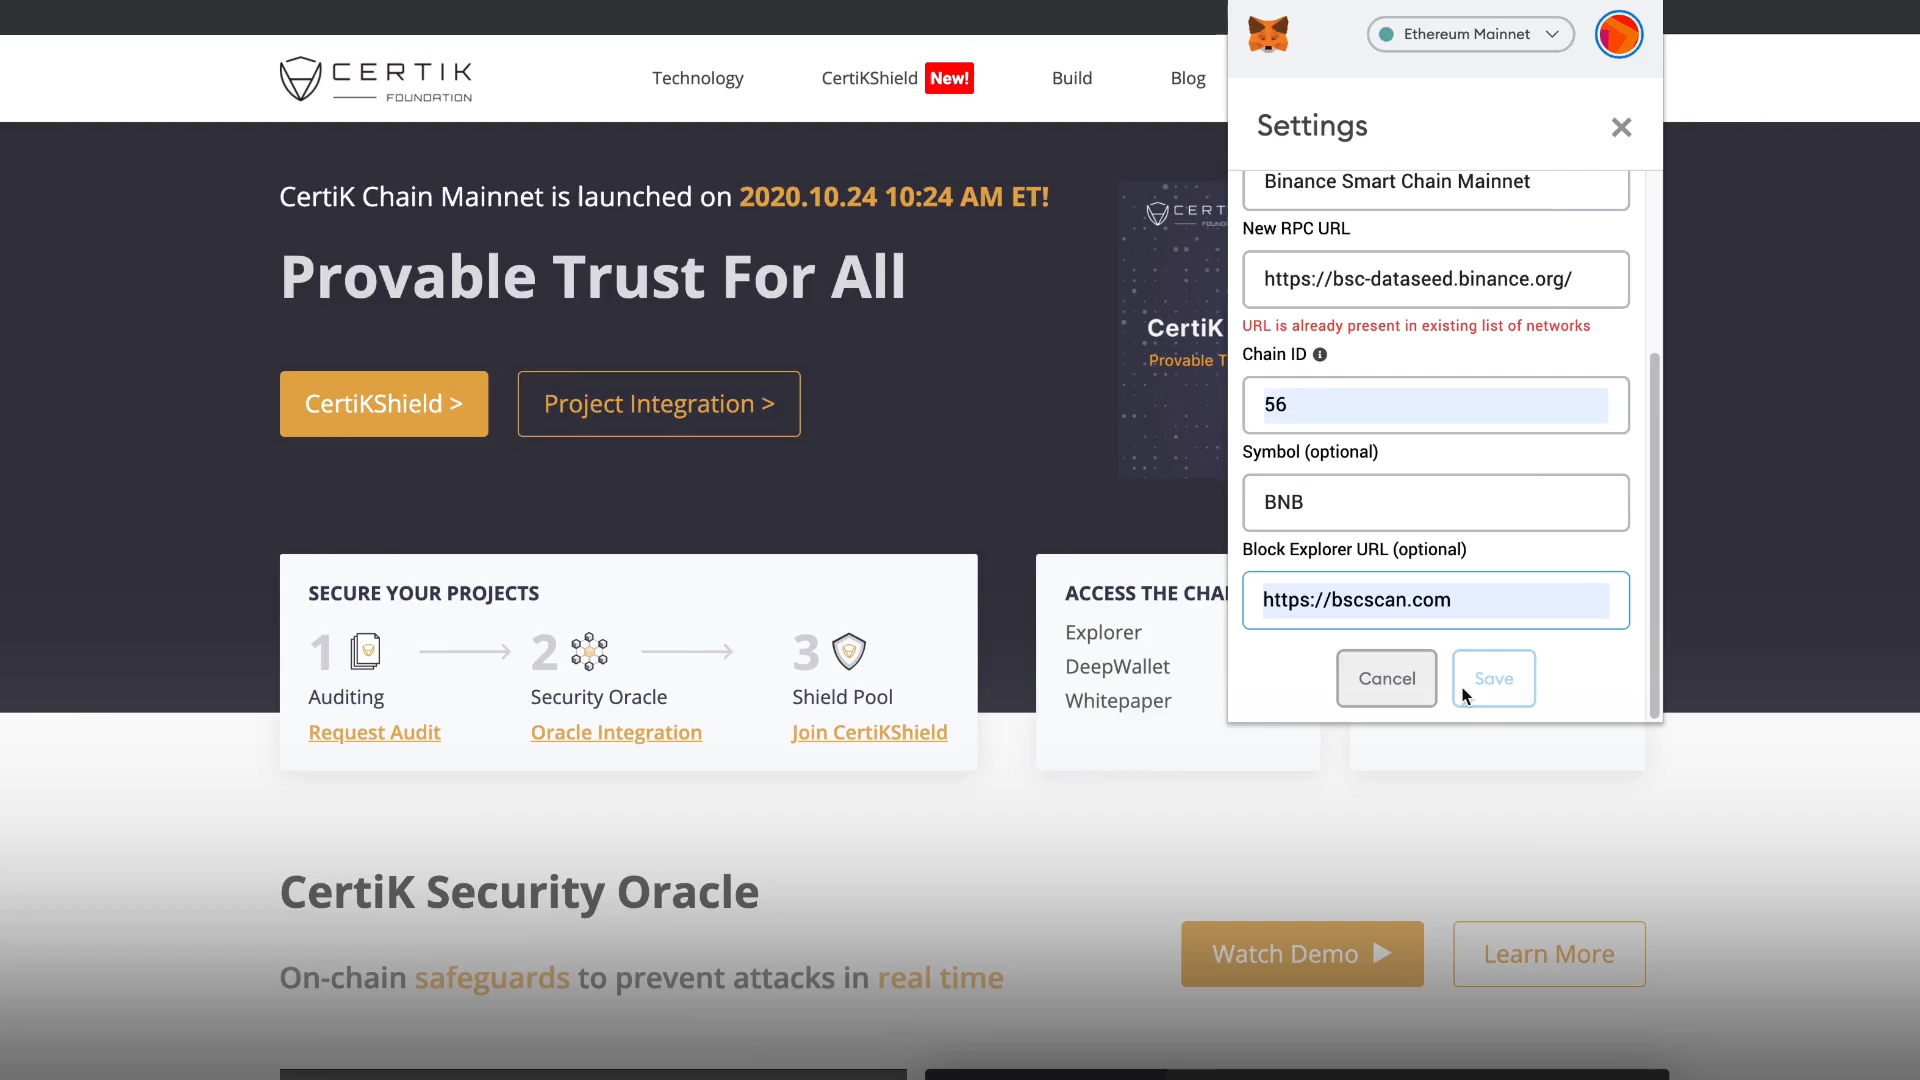 CERTIK
FOUNDATION
Technology
CertiKShield New!
Build
Blog
CertiK Chain Mainnet is launched on 2020.10.24 10:24 AM ET!
Provable Trust For All
CertiKShield >
Project Integration >
CERT
CertiK
Provable T
SECURE YOUR PROJECTS
1
Auditing
Request Audit
2
Security Oracle
Oracle Integration
3
Shield Pool
Join CertiKShield
ACCESS THE CHAI
Explorer
DeepWallet
Whitepaper
Ethereum Mainnet
Settings
Binance Smart Chain Mainnet
New RPC URL
https://bsc-dataseed.binance.org/
URL is already present in existing list of networks
Chain ID
56
Symbol (optional)
BNB
Block Explorer URL (optional)
https://bscscan.com
Cancel
Save
CertiK Security Oracle
On-chain safeguards to prevent attacks in real time
Watch Demo
Learn More